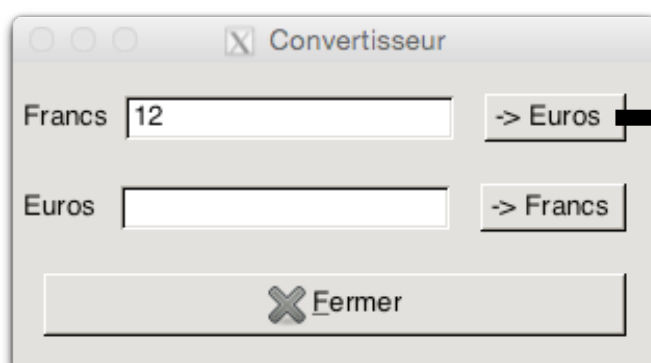 Convertisseur
Francs 12 -> Euros
Euros -> Francs
Fermer